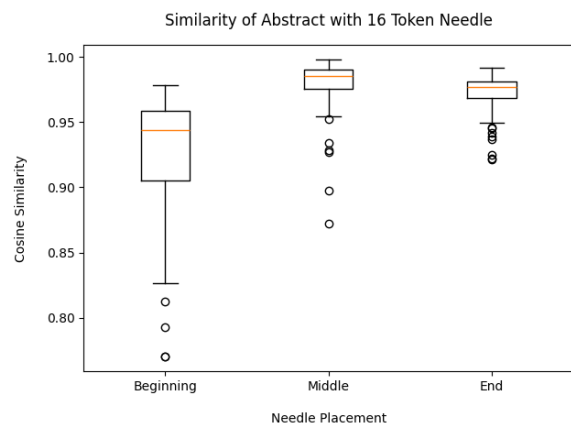 Similarity of Abstract with 16 Token Needle
1.00
0.95
0.90
0.85
0.80
Cosine Similarity
Beginning
Middle
End
Needle Placement